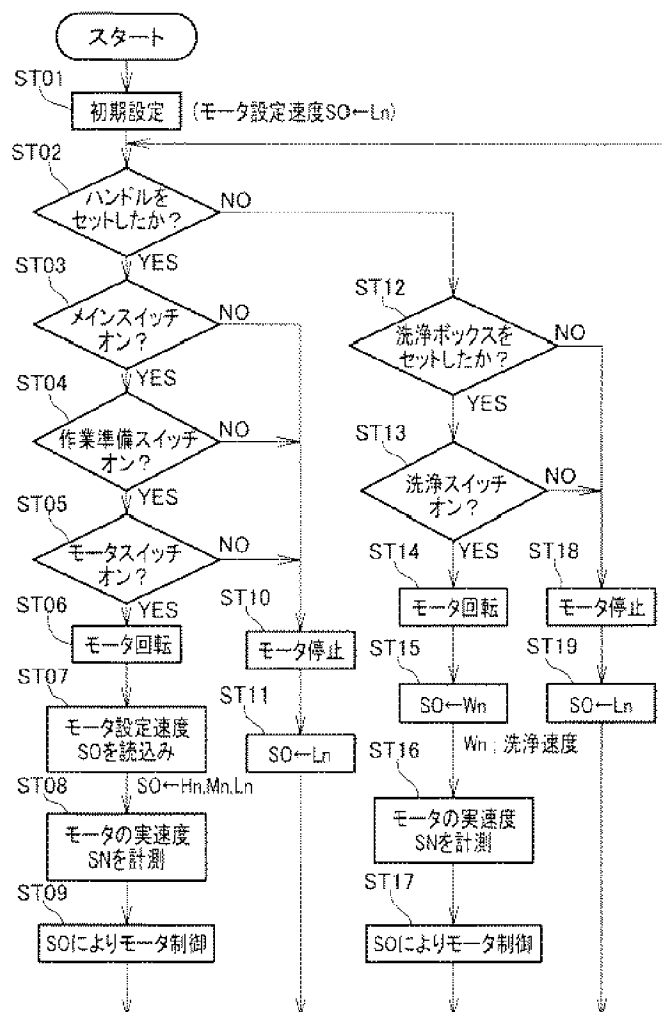 スタート
ST01
初期設定
(モータ設定速度SO←Ln)
ST02
ハンドルを
セットしたか?
NO
YES
ST03
メインスイッチ
オン?
NO
YES
ST04
作業準備スイッチ
オン?
NO
YES
ST05
モータスイッチ
オン?
NO
YES
ST06
モータ回転
ST07
モータ設定速度
SOを読込み
SO←Hn,Mn,Ln
ST08
モータの実速度
SNを計測
ST09
SOによりモータ制御
ST10
モータ停止
ST11
SO←Ln
ST12
洗浄ボックスを
セットしたか?
NO
YES
ST13
洗浄スイッチ
オン?
NO
YES
ST14
モータ回転
ST15
SO←Wn
Wn:洗浄速度
ST16
モータの実速度
SNを計測
ST17
SOによりモータ制御
ST18
モータ停止
ST19
SO←Ln